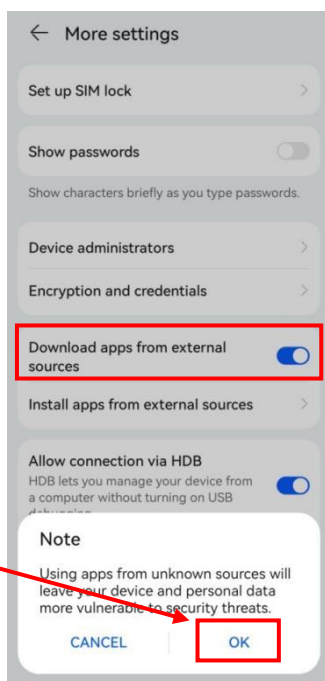 More settings
Set up SIM lock
Show passwords
Show characters briefly as you type passwords.
Device administrators
Encryption and credentials
Download apps from external
sources
Install apps from external sources
Allow connection via HDB
HDB lets you manage your device from
a computer without turning on USB
debugging
Note
Using apps from unknown sources will
leave your device and personal data
more vulnerable to security threats.
CANCEL
OK